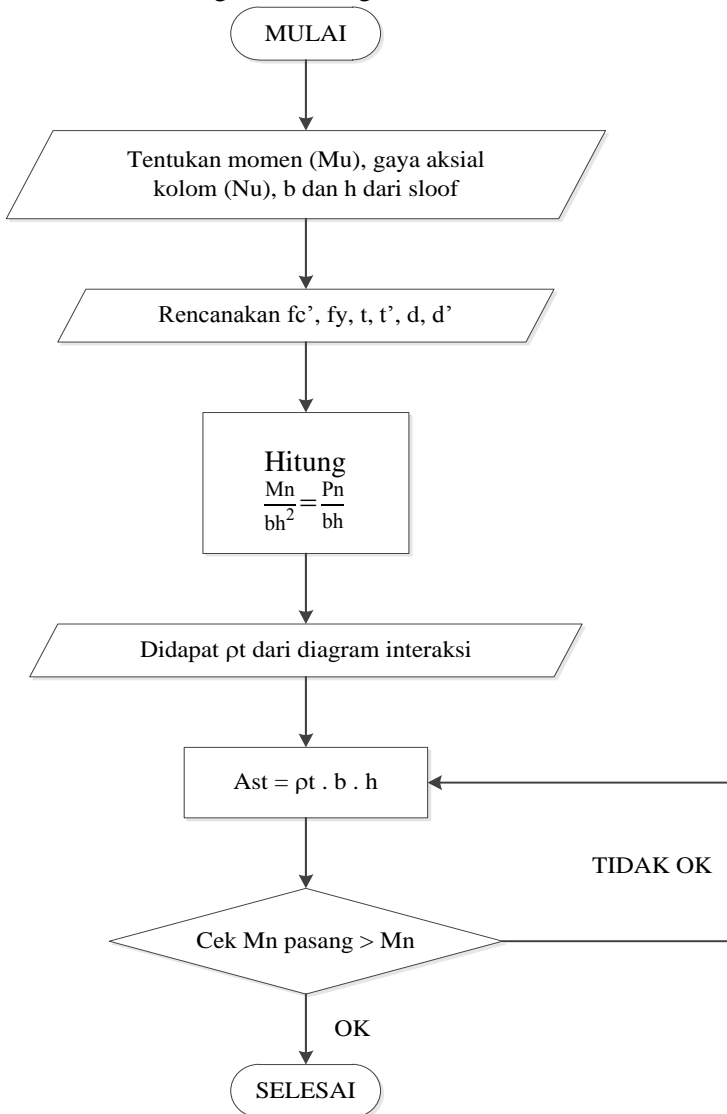 MULAI
Tentukan momen (Mu), gaya aksial
kolom (Nu), b dan h dari sloof
Rencanakan fc’, fy, t, t’, d, d’
Hitung
Mn/bh² = Pn/bh
Didapat ρt dari diagram interaksi
Ast = ρt . b . h
TIDAK OK
Cek Mn pasang > Mn
OK
SELESAI